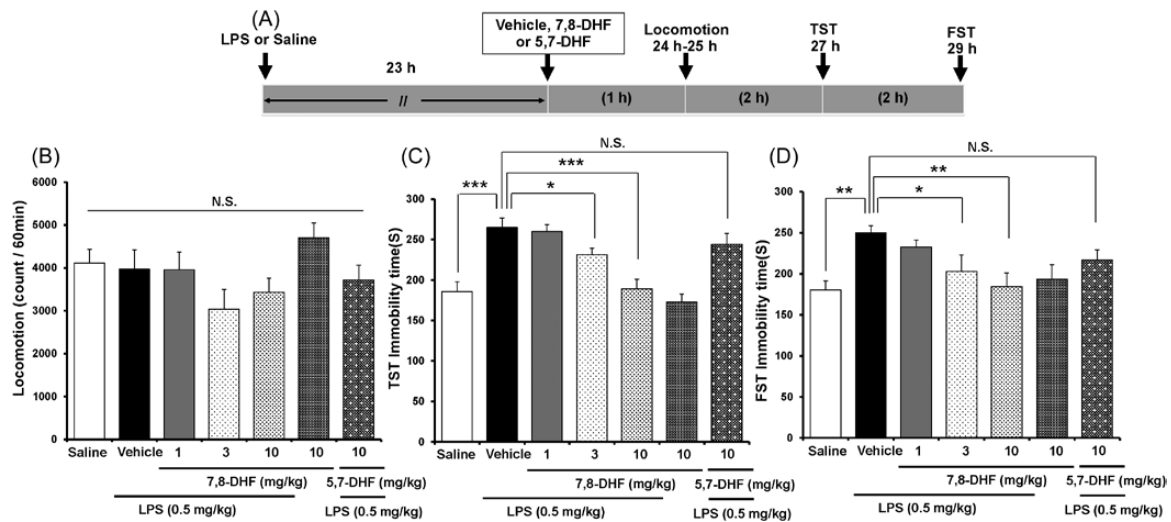 (A)
LPS or Saline
Vehicle, 7,8-DHF
or 5,7-DHF
Locomotion
24 h-25 h
TST
27 h
FST
29 h
23 h
//
(1 h)
(2 h)
(2 h)
(B)
Locomotion (count / 60min)
6000
5000
4000
3000
4000
1000
0
N.S.
Saline Vehicle 1 3 10 10 10
7,8-DHF (mg/kg) 5,7-DHF (mg/kg)
LPS (0.5 mg/kg) LPS (0.5 mg/kg)
(C)
TST Immobility time(S)
300
250
200
150
200
50
0
N.S.
***
***
*
Saline Vehicle 1 3 10 10 10
7,8-DHF (mg/kg) 5,7-DHF (mg/kg)
LPS (0.5 mg/kg) LPS (0.5 mg/kg)
(D)
FST Immobility time(S)
300
250
200
150
200
50
0
N.S.
**
**
*
Saline Vehicle 1 3 10 10 10
7,8-DHF (mg/kg) 5,7-DHF (mg/kg)
LPS (0.5 mg/kg) LPS (0.5 mg/kg)